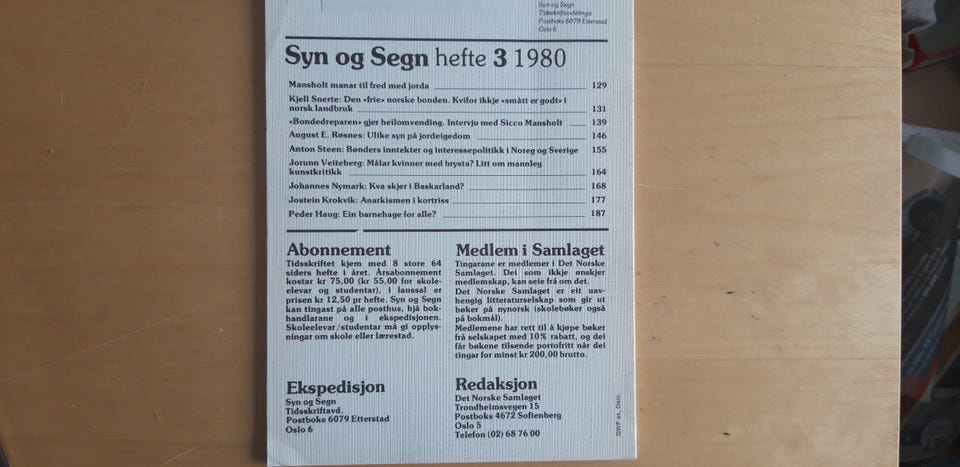 Syn og Segn
Tidsskriftavdelinga
Postboks 6079 Etterstad
Oslo 6
Syn og Segn hefte 3 1980
Mansholt manar til fred med jorda 129
Kjell Snerte: Den «frie» norske bonden. Kvifor ikkje «smått er godt» i
norsk landbruk 131
«Bondedreparen» gjer heilomvending. Intervju med Sicco Mansholt 139
August E. Røsnes: Ulike syn på jordeigedom 146
Anton Steen: Bønders inntekter og interessepolitikk i Noreg og Sverige 155
Jorunn Veiteberg: Målar kvinner med brysta? Litt om mannleg
kunstkritikk 164
Johannes Nymark: Kva skjer i Baskarland? 168
Jostein Krokvik: Anarkismen i kortriss 177
Peder Haug: Ein barnehage for alle? 187
Abonnement
Tidsskriftet kjem med 8 store 64
siders hefte i året. Årsabonnement
kostar kr 75,00 (kr 55,00 for skole-
elevar og studentar), i laussal er
prisen kr 12,50 pr hefte. Syn og Segn
kan tingast på alle posthus, hjå bok-
handlarane og i ekspedisjonen.
Skoleelevar/studentar må gi opplys-
ningar om skole eller lærestad.
Medlem i Samlaget
Tingarane er medlemer i Det Norske
Samlaget. Dei som ikkje ønskjer
medlemskap, kan seie frå om det.
Det Norske Samlaget er eit uav-
hengig litteraturselskap som gir ut
bøker på nynorsk (skolebøker også
på bokmål).
Medlemene har rett til å kjøpe bøker
frå selskapet med 10% rabatt, og dei
får bøkene tilsende portofritt når dei
tingar for minst kr 200,00 brutto.
Ekspedisjon
Syn og Segn
Tidsskriftavd.
Postboks 6079 Etterstad
Oslo 6
Redaksjon
Det Norske Samlaget
Trondheimsvegen 15
Postboks 4672 Sofienberg
Oslo 5
Telefon (02) 68 76 00
GWP as, Oslo